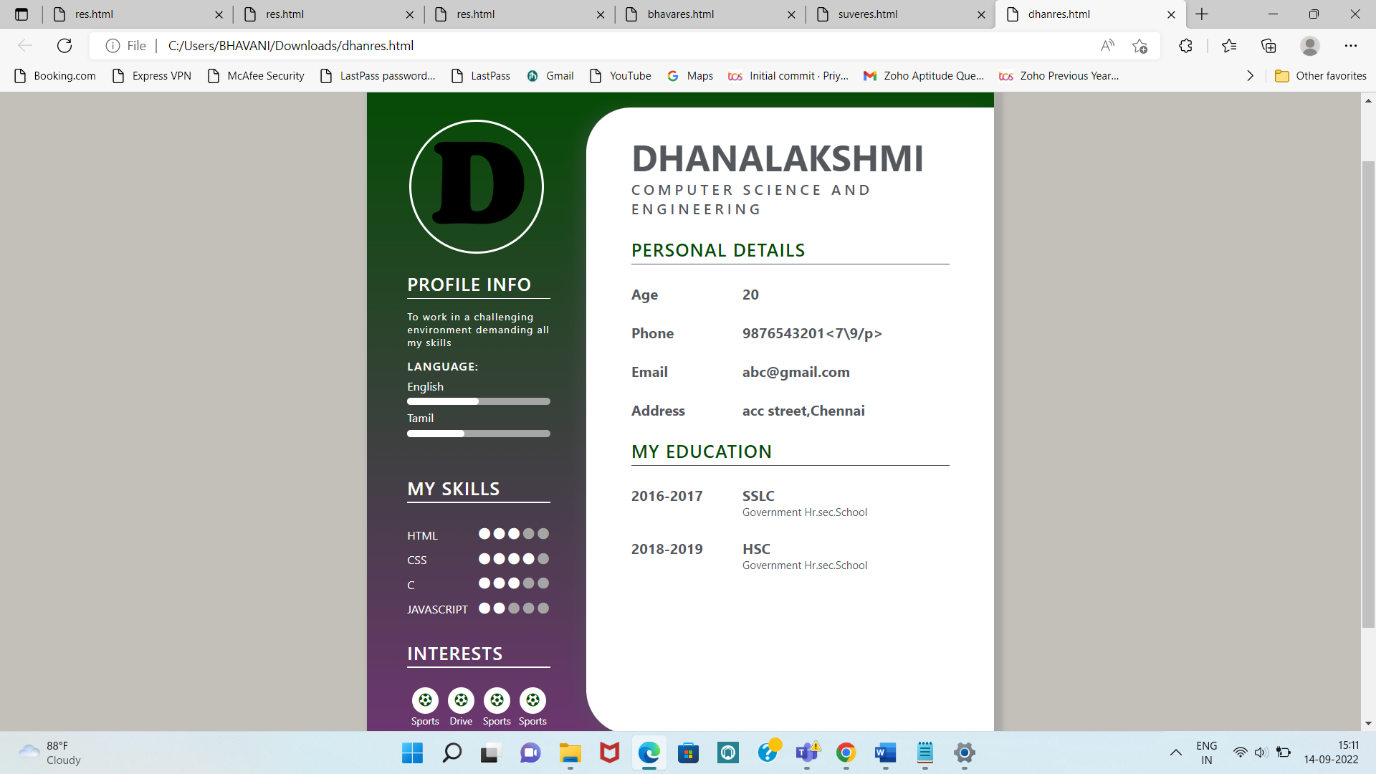 res.html
res.html
res.html
bhavares.html
suveres.html
dhanres.html
File
C:/Users/BHAVANI/Downloads/dhanres.html
Booking.com
Express VPN
McAfee Security
LastPass password...
LastPass
Gmail
YouTube
Maps
tcs Initial commit · Priy...
Zoho Aptitude Que...
tcs Zoho Previous Year...
Other favorites
D
PROFILE INFO
To work in a challenging
environment demanding all
my skills
LANGUAGE:
English
Tamil
MY SKILLS
HTML
CSS
C
JAVASCRIPT
INTERESTS
Sports Drive Sports Sports
DHANALAKSHMI
COMPUTER SCIENCE AND
ENGINEERING
PERSONAL DETAILS
Age 20
Phone 9876543201<7\9/p>
Email abc@gmail.com
Address acc street,Chennai
MY EDUCATION
2016-2017 SSLC
Government Hr.sec.School
2018-2019 HSC
Government Hr.sec.School
88°F
Cloudy
ENG
IN
15:11
14-09-2022